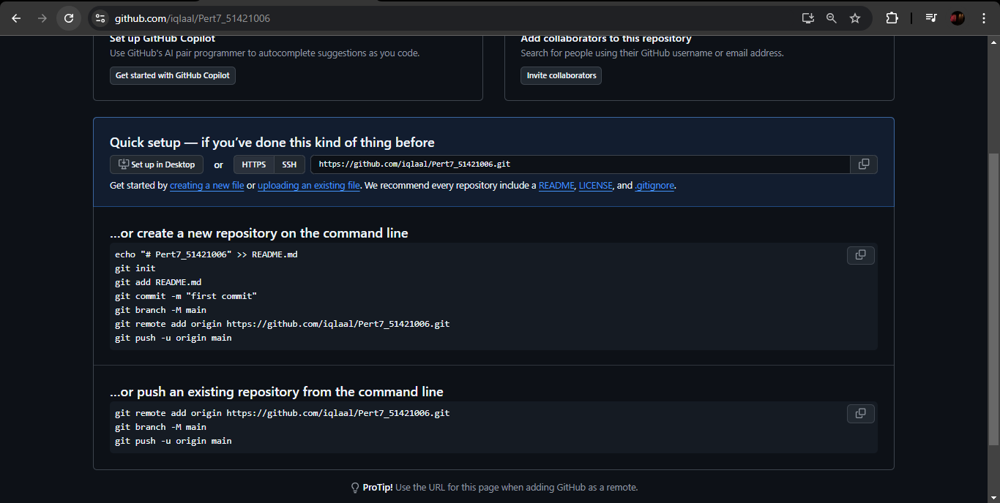 github.com/iqlaal/Pert7_51421006
Set up GitHub Copilot
Use GitHub's AI pair programmer to autocomplete suggestions as you code.
Get started with GitHub Copilot
Add collaborators to this repository
Search for people using their GitHub username or email address.
Invite collaborators
Quick setup — if you've done this kind of thing before
Set up in Desktop or HTTPS SSH https://github.com/iqlaal/Pert7_51421006.git
Get started by creating a new file or uploading an existing file. We recommend every repository include a README, LICENSE, and .gitignore.
…or create a new repository on the command line
echo "# Pert7_51421006" >> README.md
git init
git add README.md
git commit -m "first commit"
git branch -M main
git remote add origin https://github.com/iqlaal/Pert7_51421006.git
git push -u origin main
…or push an existing repository from the command line
git remote add origin https://github.com/iqlaal/Pert7_51421006.git
git branch -M main
git push -u origin main
ProTip! Use the URL for this page when adding GitHub as a remote.